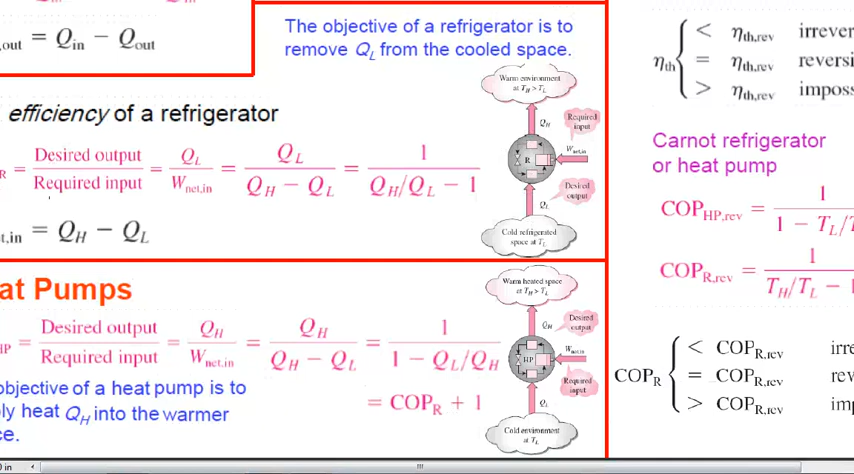 ,out = Qin − Qout
The objective of a refrigerator is to
remove QL from the cooled space.
efficiency of a refrigerator
R = Desired output / Required input = QL / Wnet,in = QL / (QH − QL) = 1 / (QH/QL − 1)
et,in = QH − QL
Warm environment
at TH > TL
QH
Required
input
R
Wnet,in
Desired
output
QL
Cold refrigerated
space at TL
at Pumps
HP = Desired output / Required input = QH / Wnet,in = QH / (QH − QL) = 1 / (1 − QL/QH)
= COPR + 1
objective of a heat pump is to
ly heat QH into the warmer
ce.
Warm heated space
at TH > TL
QH
Desired
output
HP
Wnet,in
Required
input
QL
Cold environment
at TL
ηth { < ηth,rev irrever
= ηth,rev reversi
> ηth,rev imposs
Carnot refrigerator
or heat pump
COPHP,rev = 1 / (1 − TL/T
COPR,rev = 1 / (TH/TL − 1
COPR { < COPR,rev irre
= COPR,rev rev
> COPR,rev imp
0 in